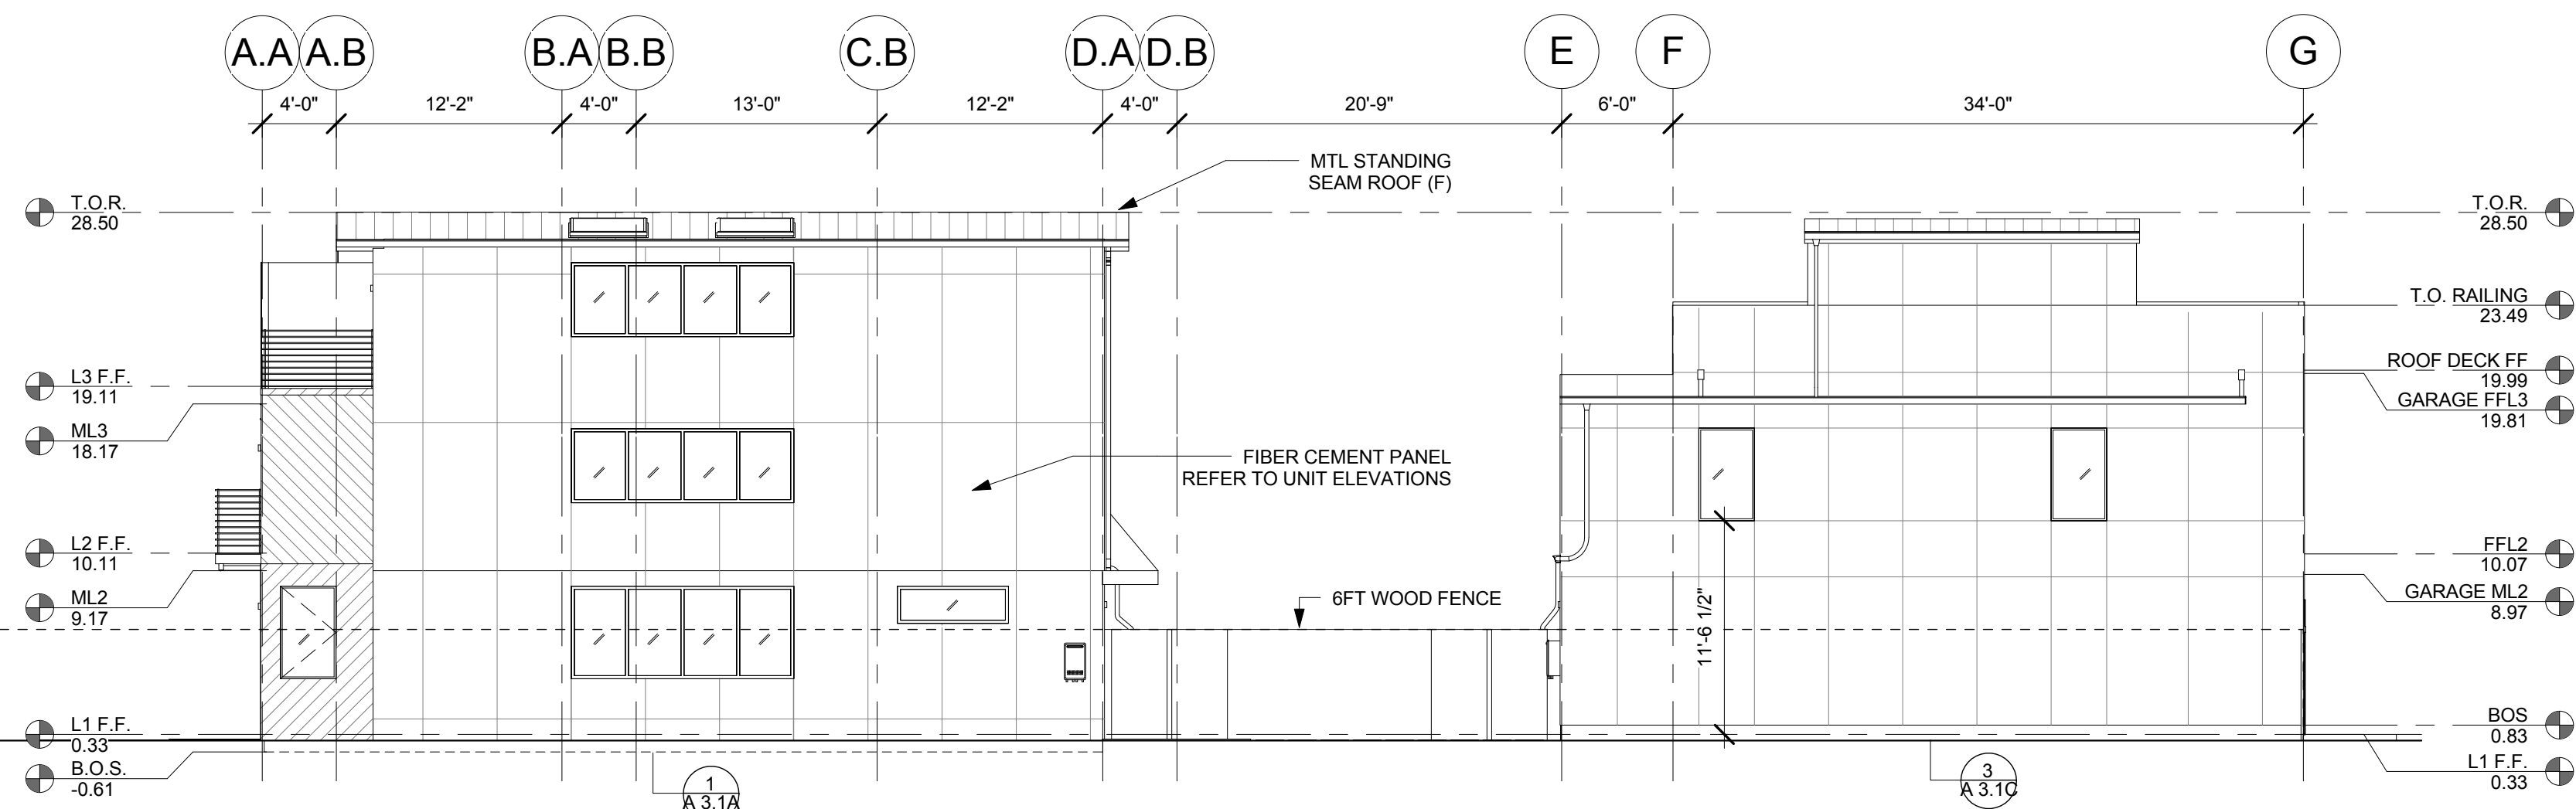 A.A A.B B.A B.B C.B D.A D.B E F G
4'-0" 12'-2" 4'-0" 13'-0" 12'-2" 4'-0" 20'-9" 6'-0" 34'-0"
MTL STANDING
SEAM ROOF (F)
T.O.R.
28.50
L3 F.F.
19.11
ML3
18.17
L2 F.F.
10.11
ML2
9.17
L1 F.F.
0.33
B.O.S.
-0.61
FIBER CEMENT PANEL
REFER TO UNIT ELEVATIONS
6FT WOOD FENCE
11'-6 1/2"
1
A 3.1A
3
A 3.1C
T.O.R.
28.50
T.O. RAILING
23.49
ROOF DECK FF
19.99
GARAGE FFL3
19.81
FFL2
10.07
GARAGE ML2
8.97
BOS
0.83
L1 F.F.
0.33